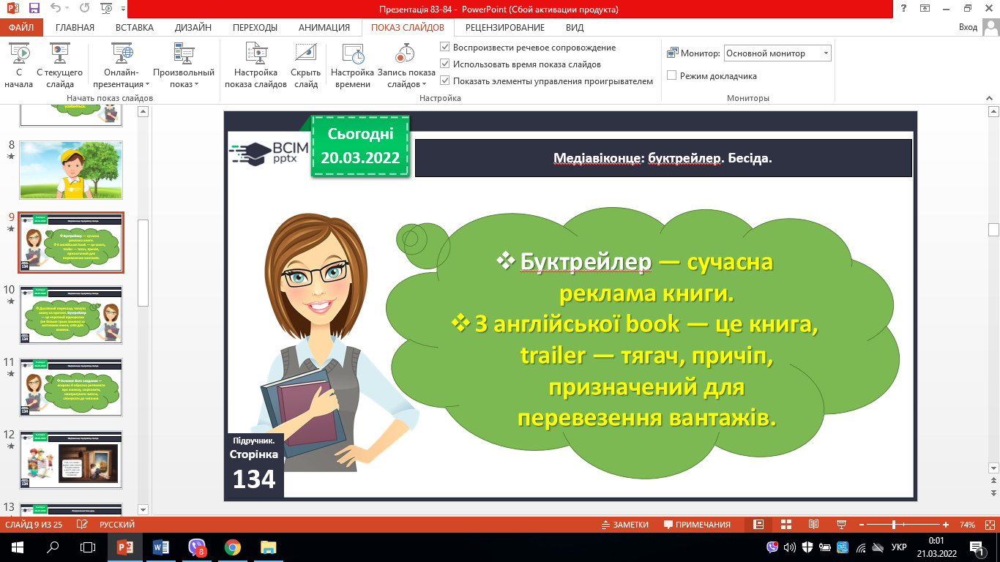 Презентація 83-84 - PowerPoint (Сбой активации продукта)
ФАЙЛ ГЛАВНАЯ ВСТАВКА ДИЗАЙН ПЕРЕХОДЫ АНИМАЦИЯ ПОКАЗ СЛАЙДОВ РЕЦЕНЗИРОВАНИЕ ВИД Вход
С начала
С текущего слайда
Онлайн-презентация
Произвольный показ
Начать показ слайдов
Настройка показа слайдов
Скрыть слайд
Настройка времени
Запись показа слайдов
Воспроизвести речевое сопровождение
Использовать время показа слайдов
Показать элементы управления проигрывателем
Настройка
Монитор: Основной монитор
Режим докладчика
Мониторы
8
9
10
11
12
13
Сьогодні
20.03.2022
ВСІМ
pptx
Медіавіконце: буктрейлер. Бесіда.
❖Буктрейлер — сучасна
реклама книги.
❖З англійської book — це книга,
trailer — тягач, причіп,
призначений для
перевезення вантажів.
Підручник.
Сторінка
134
СЛАЙД 9 ИЗ 25 РУССКИЙ ЗАМЕТКИ ПРИМЕЧАНИЯ 74%
8
УКР
0:01
21.03.2022
1